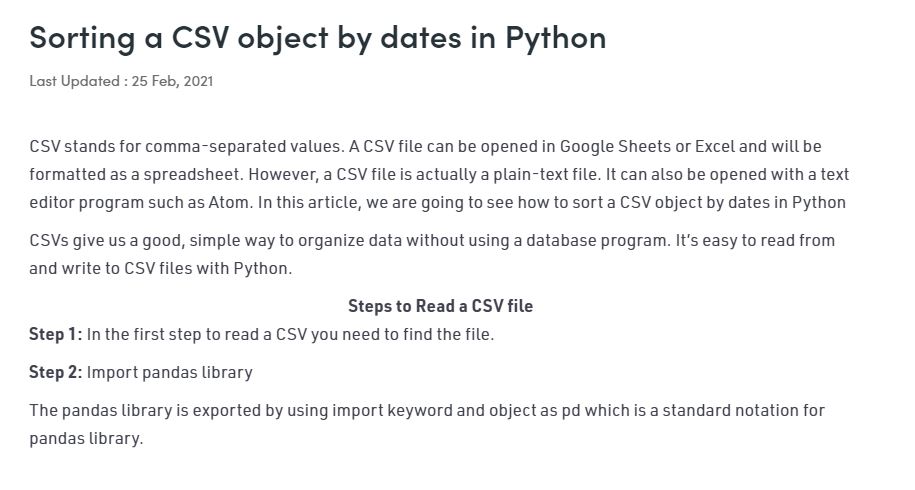 Sorting a CSV object by dates in Python
Last Updated : 25 Feb, 2021
CSV stands for comma-separated values. A CSV file can be opened in Google Sheets or Excel and will be
formatted as a spreadsheet. However, a CSV file is actually a plain-text file. It can also be opened with a text
editor program such as Atom. In this article, we are going to see how to sort a CSV object by dates in Python
CSVs give us a good, simple way to organize data without using a database program. It’s easy to read from
and write to CSV files with Python.
Steps to Read a CSV file
Step 1: In the first step to read a CSV you need to find the file.
Step 2: Import pandas library
The pandas library is exported by using import keyword and object as pd which is a standard notation for
pandas library.